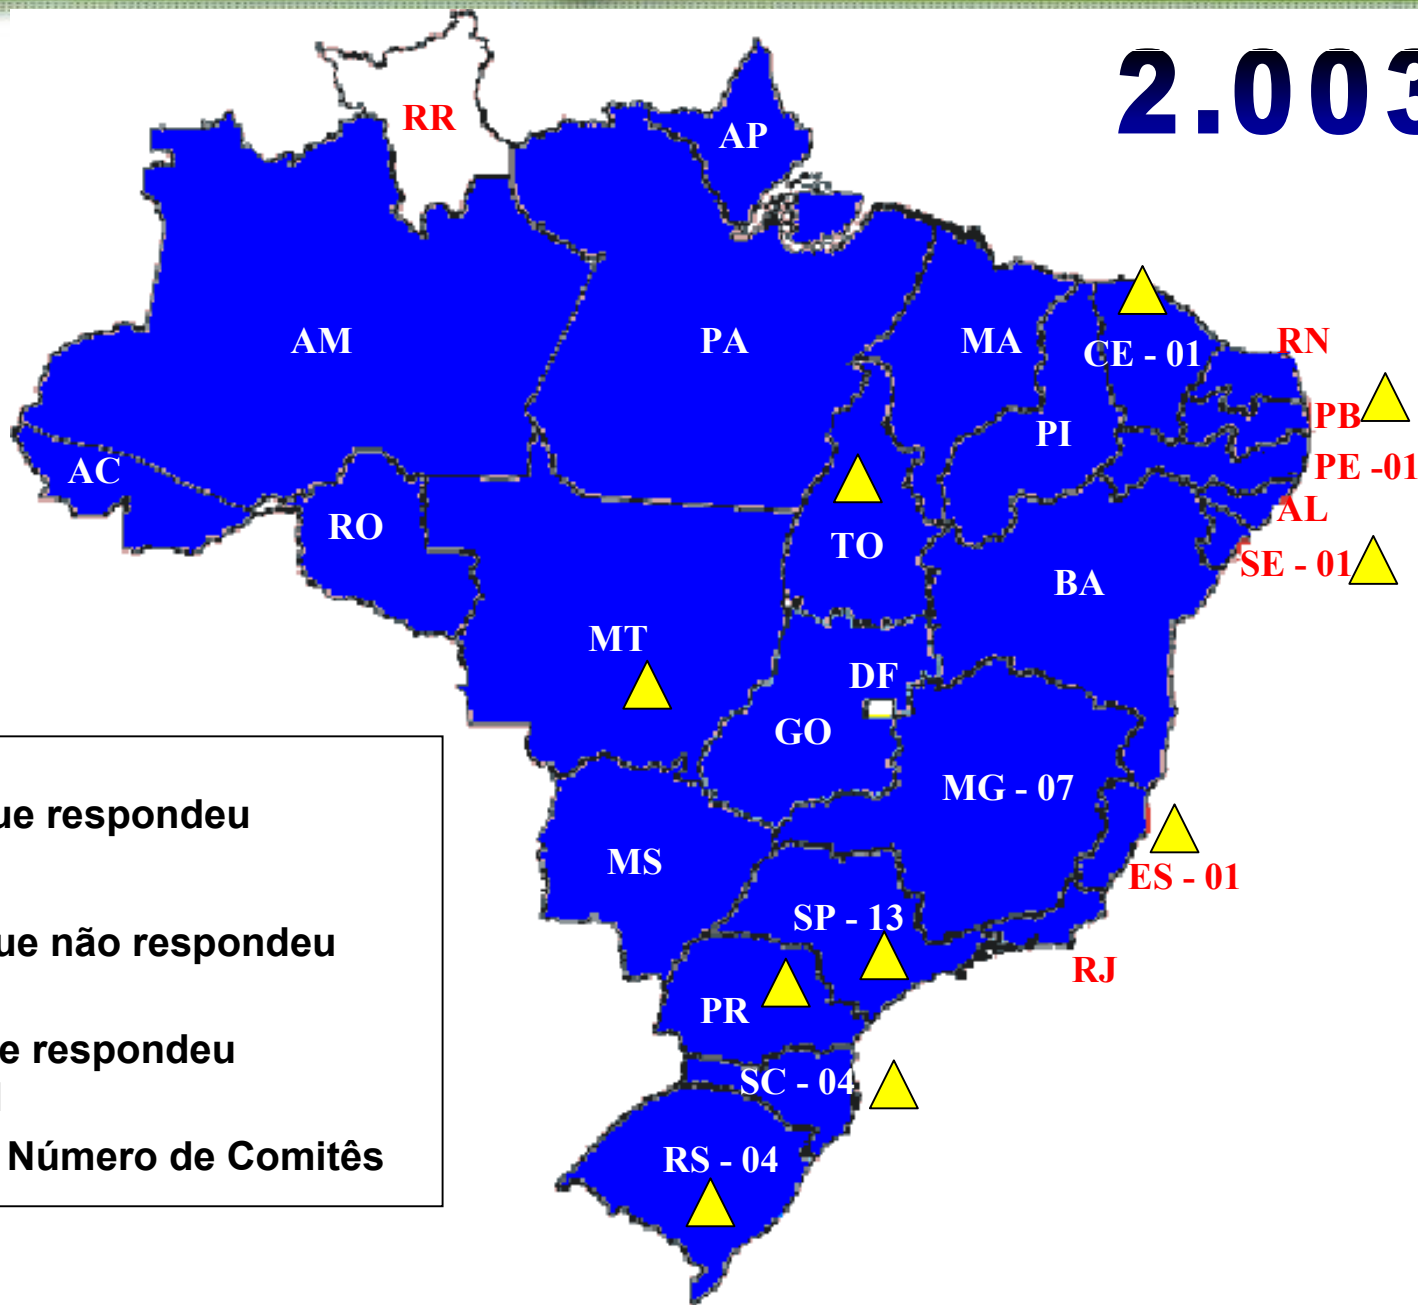 2.003
RR
AP
AM
PA
MA
CE - 01
RN
PB
PI
PE -01
AC
AL
RO
TO
SE - 01
BA
MT
DF
GO
MG - 07
respondeu
MS
ES - 01
SP - 13
não respondeu
RJ
PR
respondeu
SC - 04
Número de Comitês
RS - 04